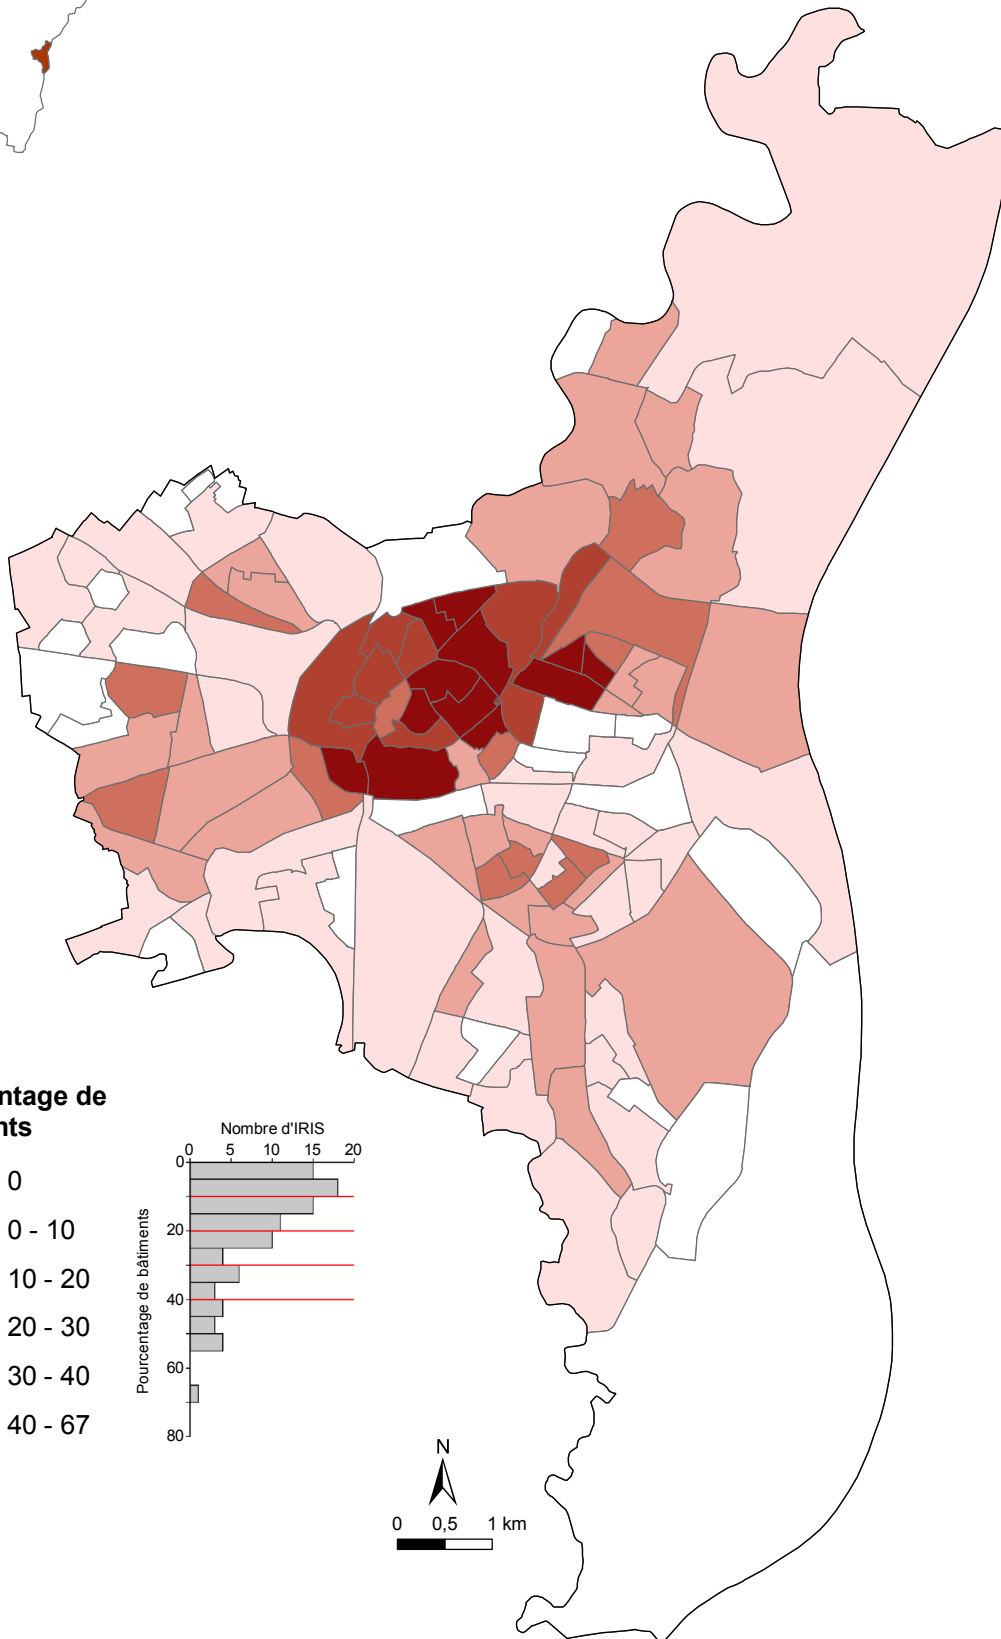 ntage de
nts
0
0 - 10
10 - 20
20 - 30
30 - 40
40 - 67
Nombre d'IRIS
0 5 10 15 20
Pourcentage de bâtiments
0
20
40
60
80
N
0 0,5 1 km